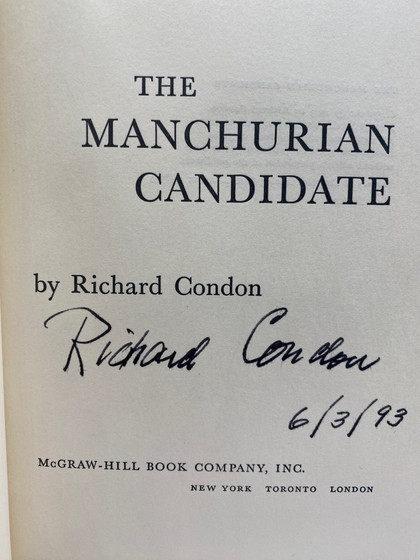 THE
MANCHURIAN
CANDIDATE
by Richard Condon
Richard Condon
6/3/93
McGRAW-HILL BOOK COMPANY, INC.
NEW YORK TORONTO LONDON